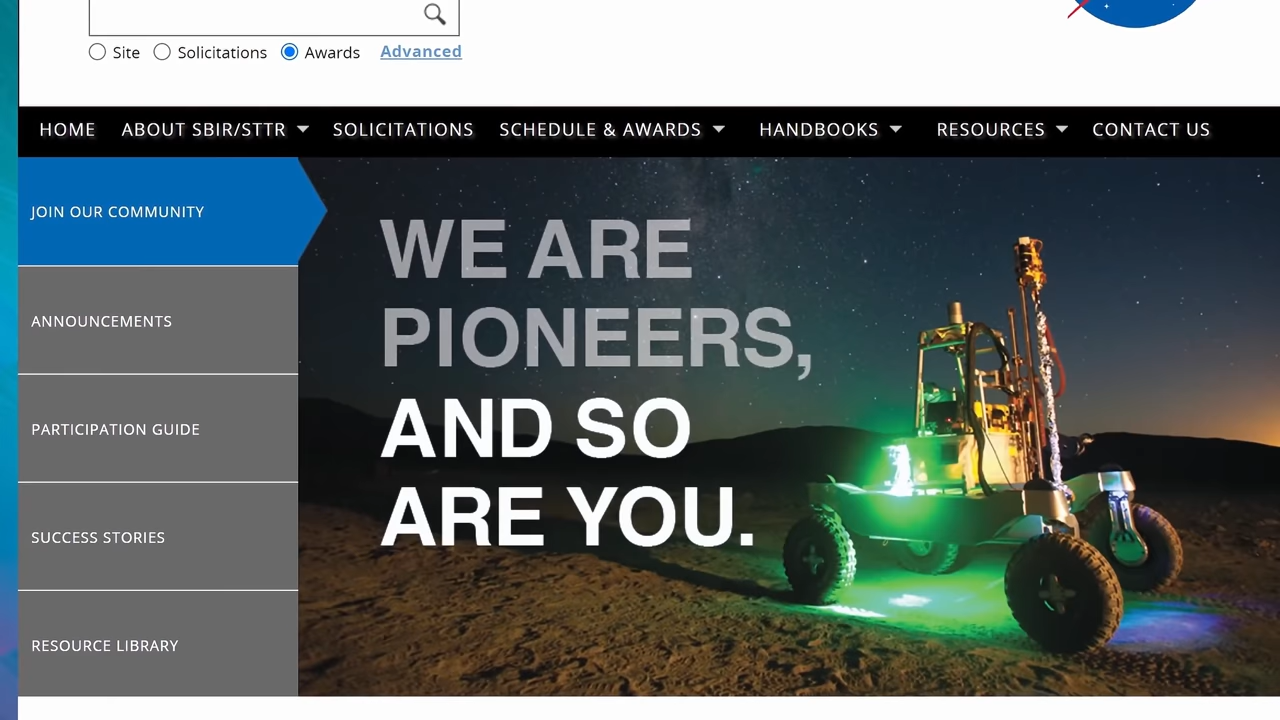 Site Solicitations Awards Advanced
HOME ABOUT SBIR/STTR SOLICITATIONS SCHEDULE & AWARDS HANDBOOKS RESOURCES CONTACT US
JOIN OUR COMMUNITY
ANNOUNCEMENTS
PARTICIPATION GUIDE
SUCCESS STORIES
RESOURCE LIBRARY
WE ARE
PIONEERS,
AND SO
ARE YOU.